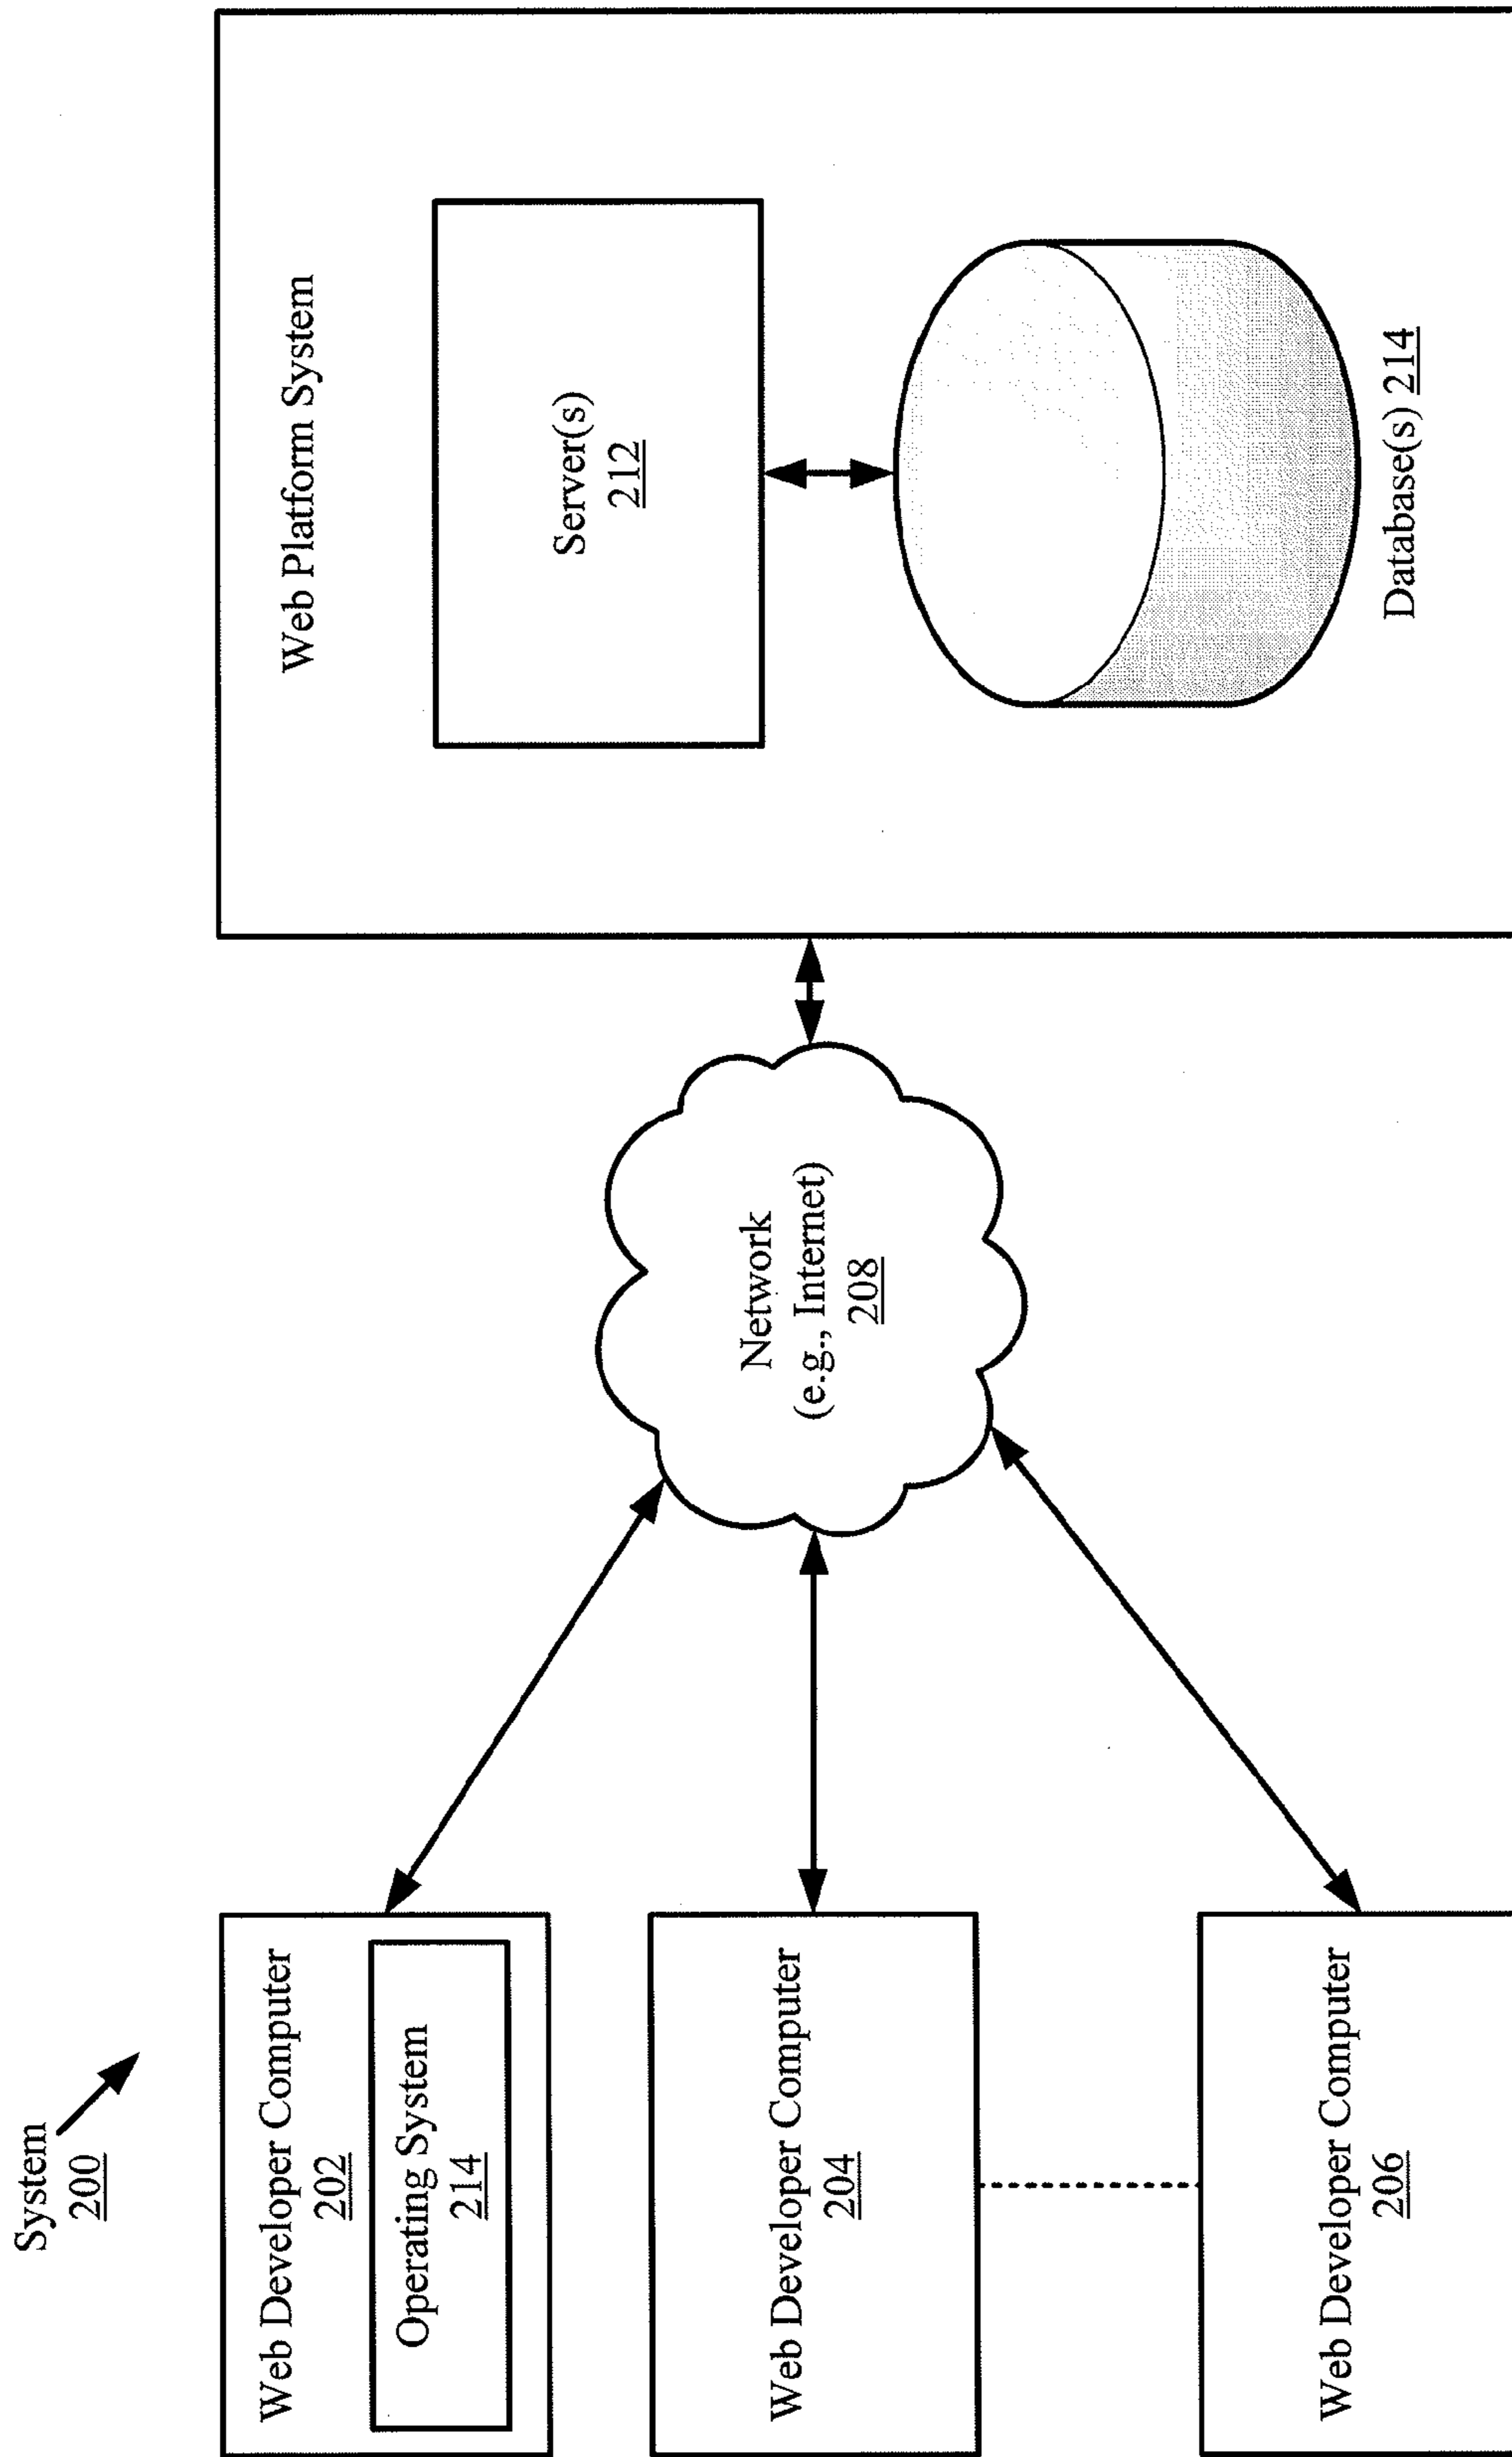 System
200
Web Developer Computer
202
Operating System
214
Web Developer Computer
204
Web Developer Computer
206
Network
(e.g., Internet)
208
Web Platform System
Server(s)
212
Database(s) 214